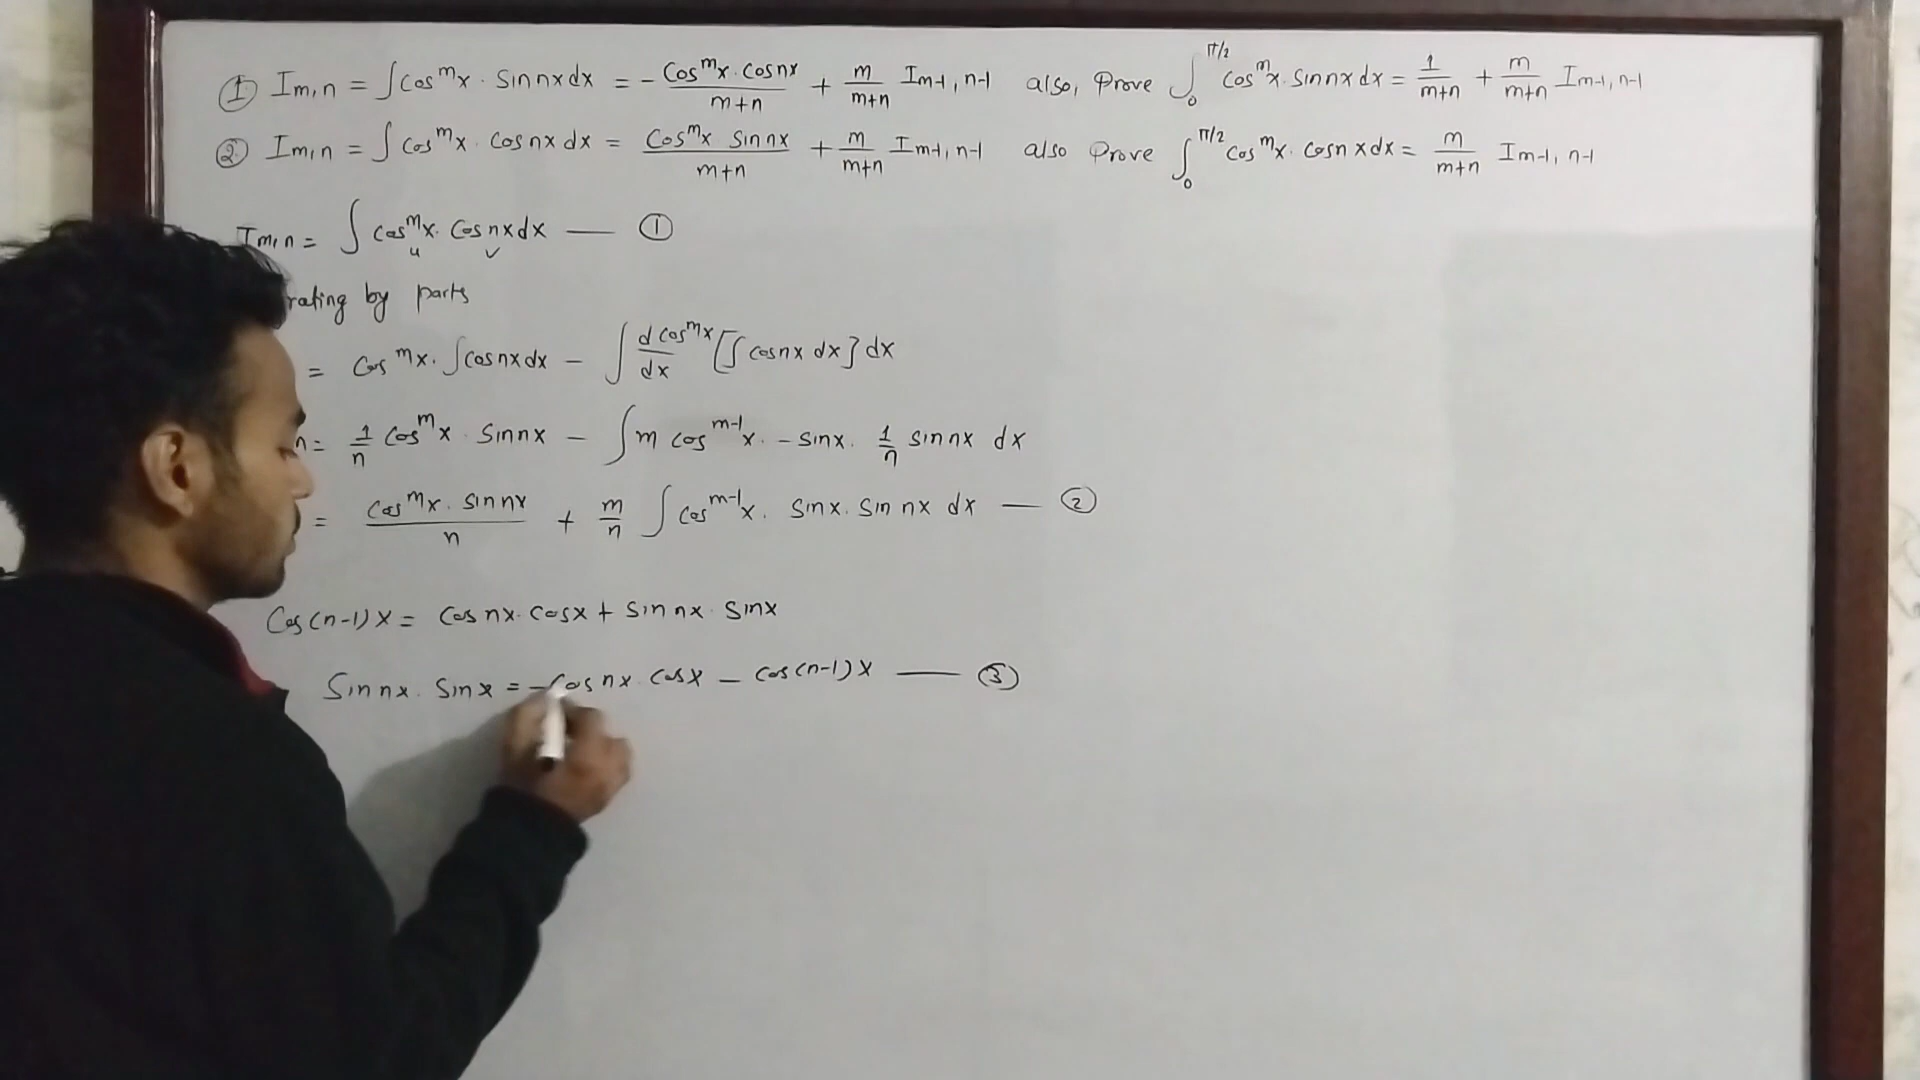 ① Im,n = ∫cos^m x · sin nx dx = - cos^m x · cos nx / m+n + m/m+n Im-1, n-1 also, Prove ∫_0^π/2 cos^m x · sin nx dx = 1/m+n + m/m+n Im-1, n-1
② Im,n = ∫ cos^m x · cos nx dx = cos^m x sin nx / m+n + m/m+n Im-1, n-1 also Prove ∫_0^π/2 cos^m x · cos n x dx = m/m+n Im-1, n-1
Im,n = ∫ cos^m x · cos nx dx — ①
u v
rating by parts
= cos^m x · ∫cos nx dx - ∫ d cos^m x / dx [∫ cos nx dx} dx
n = 1/n cos^m x · sin nx - ∫ m cos^m-1 x · - sin x · 1/n sin nx dx
= cos^m x · sin nx / n + m/n ∫ cos^m-1 x · sin x · sin nx dx — ②
Cos (n-1) x = cos nx · cos x + sin nx · sin x
Sin nx · sin x = - cos nx · cos x - cos (n-1) x — ③